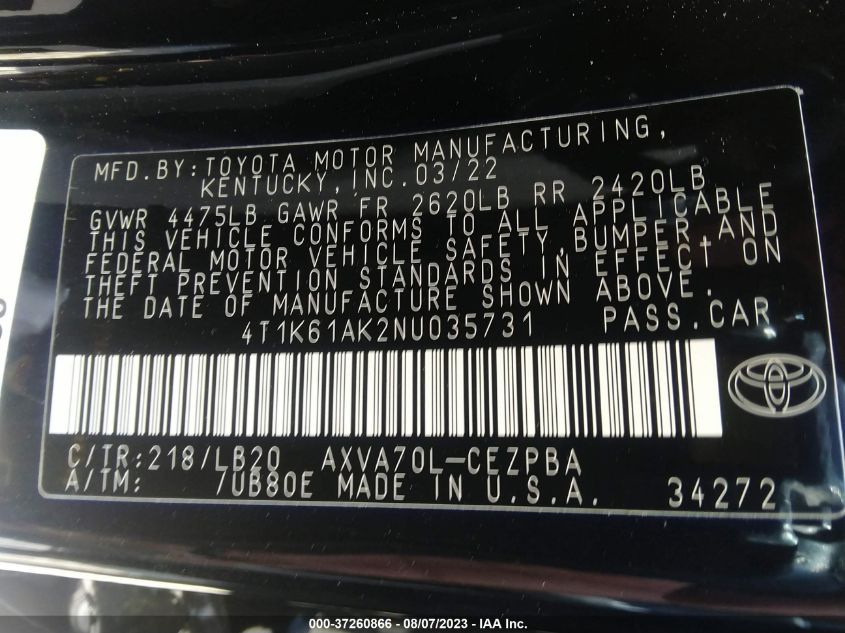 MFD.BY:TOYOTA MOTOR MANUFACTURING,
KENTUCKY,INC.03/22
GVWR 4475LB GAWR FR 2620LB RR 2420LB
THIS VEHICLE CONFORMS TO ALL APPLICABLE
FEDERAL MOTOR VEHICLE SAFETY,BUMPER,AND
THEFT PREVENTION STANDARDS IN EFFECT ON
THE DATE OF MANUFACTURE SHOWN ABOVE.
4T1K61AK2NU035731 PASS.CAR
C/TR:218/LB20 AXVA70L-CEZPBA
A/TM: /UB80E MADE IN U.S.A. 34272
000-37260866 - 08/07/2023 - IAA Inc.